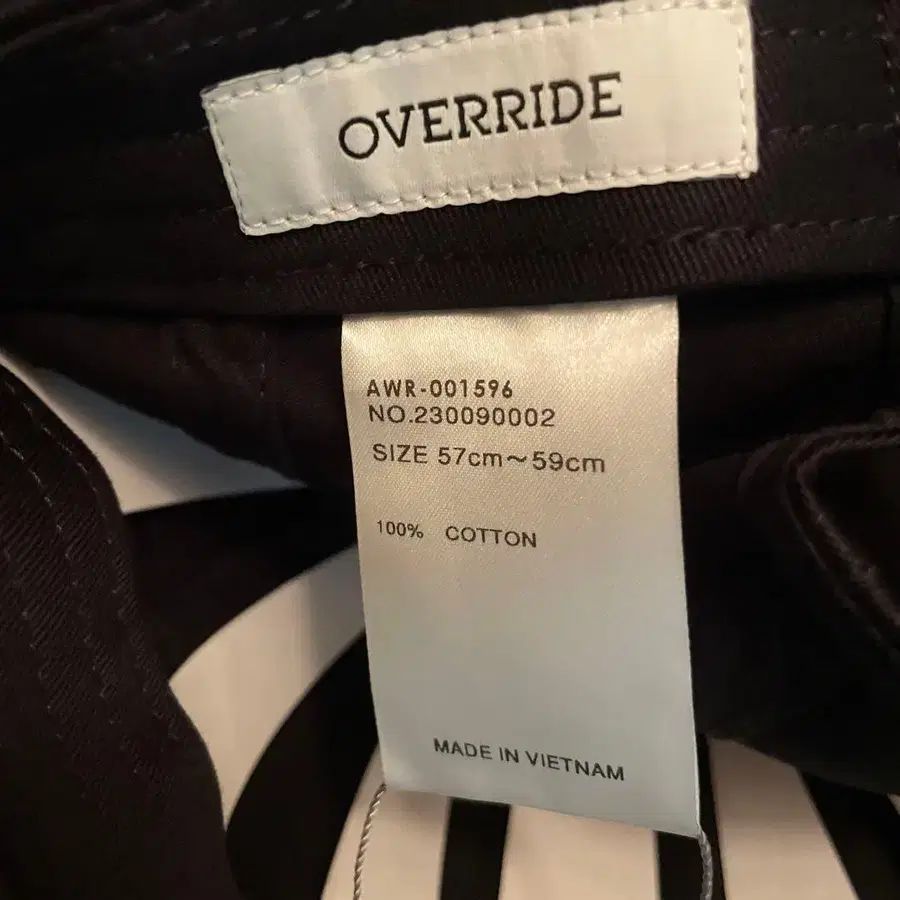 OVERRIDE
AWR-001596
NO.230090002
SIZE 57cm～59cm
100% COTTON
MADE IN VIETNAM